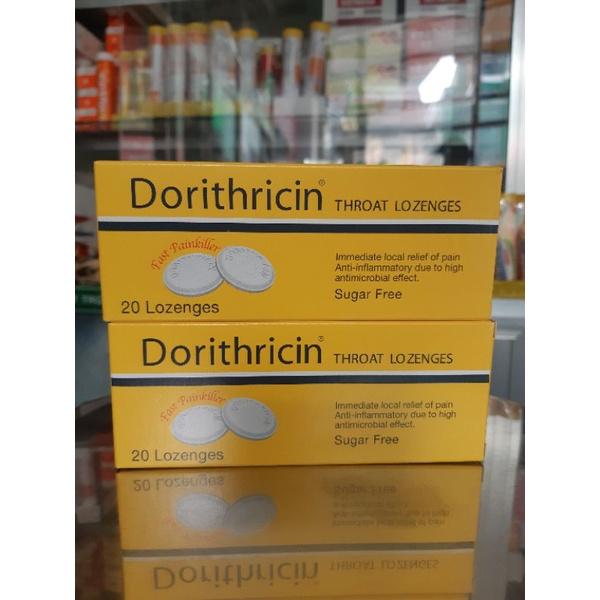 Dorithricin® THROAT LOZENGES
Fast Painkiller
Immediate local relief of pain
Anti-inflammatory due to high
antimicrobial effect.
Sugar Free
20 Lozenges
Dorithricin® THROAT LOZENGES
Fast Painkiller
Immediate local relief of pain
Anti-inflammatory due to high
antimicrobial effect.
Sugar Free
20 Lozenges